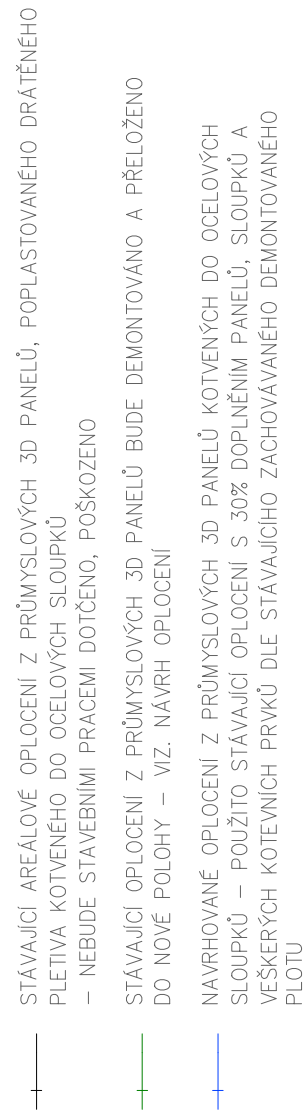 STÁVAJÍCÍ AREÁLOVÉ OPLOCENÍ Z PRŮMYSLOVÝCH 3D PANELŮ, POPLASTOVANÉHO DRÁTĚNÉHO
PLETIVA KOTVENÉHO DO OCELOVÝCH SLOUPKŮ
– NEBUDE STAVEBNÍMI PRACEMI DOTČENO, POŠKOZENO
STÁVAJÍCÍ OPLOCENÍ Z PRŮMYSLOVÝCH 3D PANELŮ BUDE DEMONTOVÁNO A PŘELOŽENO
DO NOVÉ POLOHY – VIZ. NÁVRH OPLOCENÍ
NAVRHOVANÉ OPLOCENÍ Z PRŮMYSLOVÝCH 3D PANELŮ KOTVENÝCH DO OCELOVÝCH
SLOUPKŮ – POUŽITO STÁVAJÍCÍ OPLOCENÍ S 30% DOPLNĚNÍM PANELŮ, SLOUPKŮ A
VEŠKERÝCH KOTEVNÍCH PRVKŮ DLE STÁVAJÍCÍHO ZACHOVÁVANÉHO DEMONTOVANÉHO
PLOTU